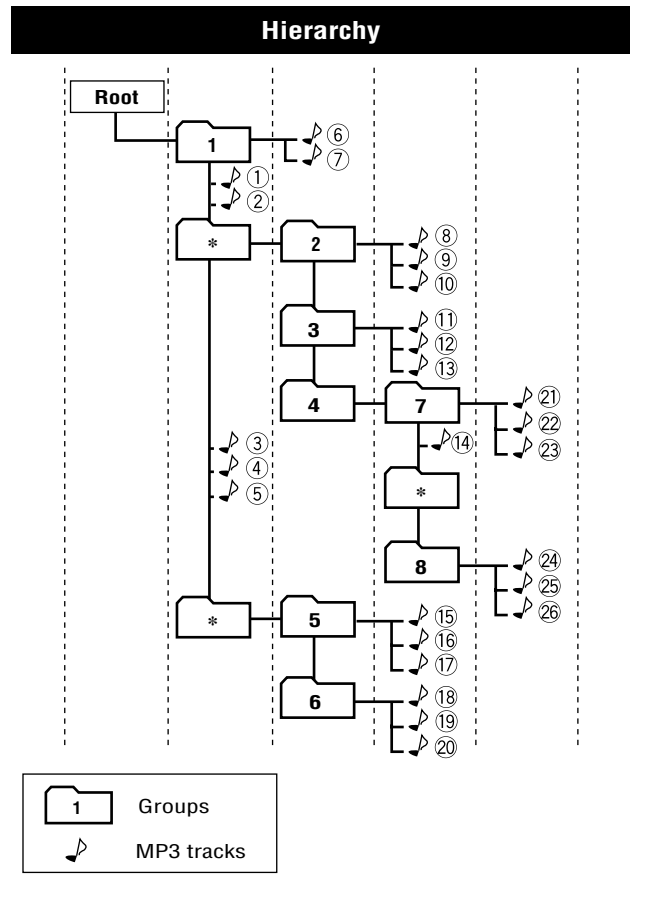 Hierarchy
Root
1 ⑥
⑦
①
②
* 2 ⑧
⑨
⑩
3 ⑪
⑫
⑬
4 7 ㉑
③ ⑭ ㉒
④ ㉓
⑤ *
8 ㉔
㉕
㉖
* 5 ⑮
⑯
⑰
6 ⑱
⑲
⑳
1 Groups
MP3 tracks